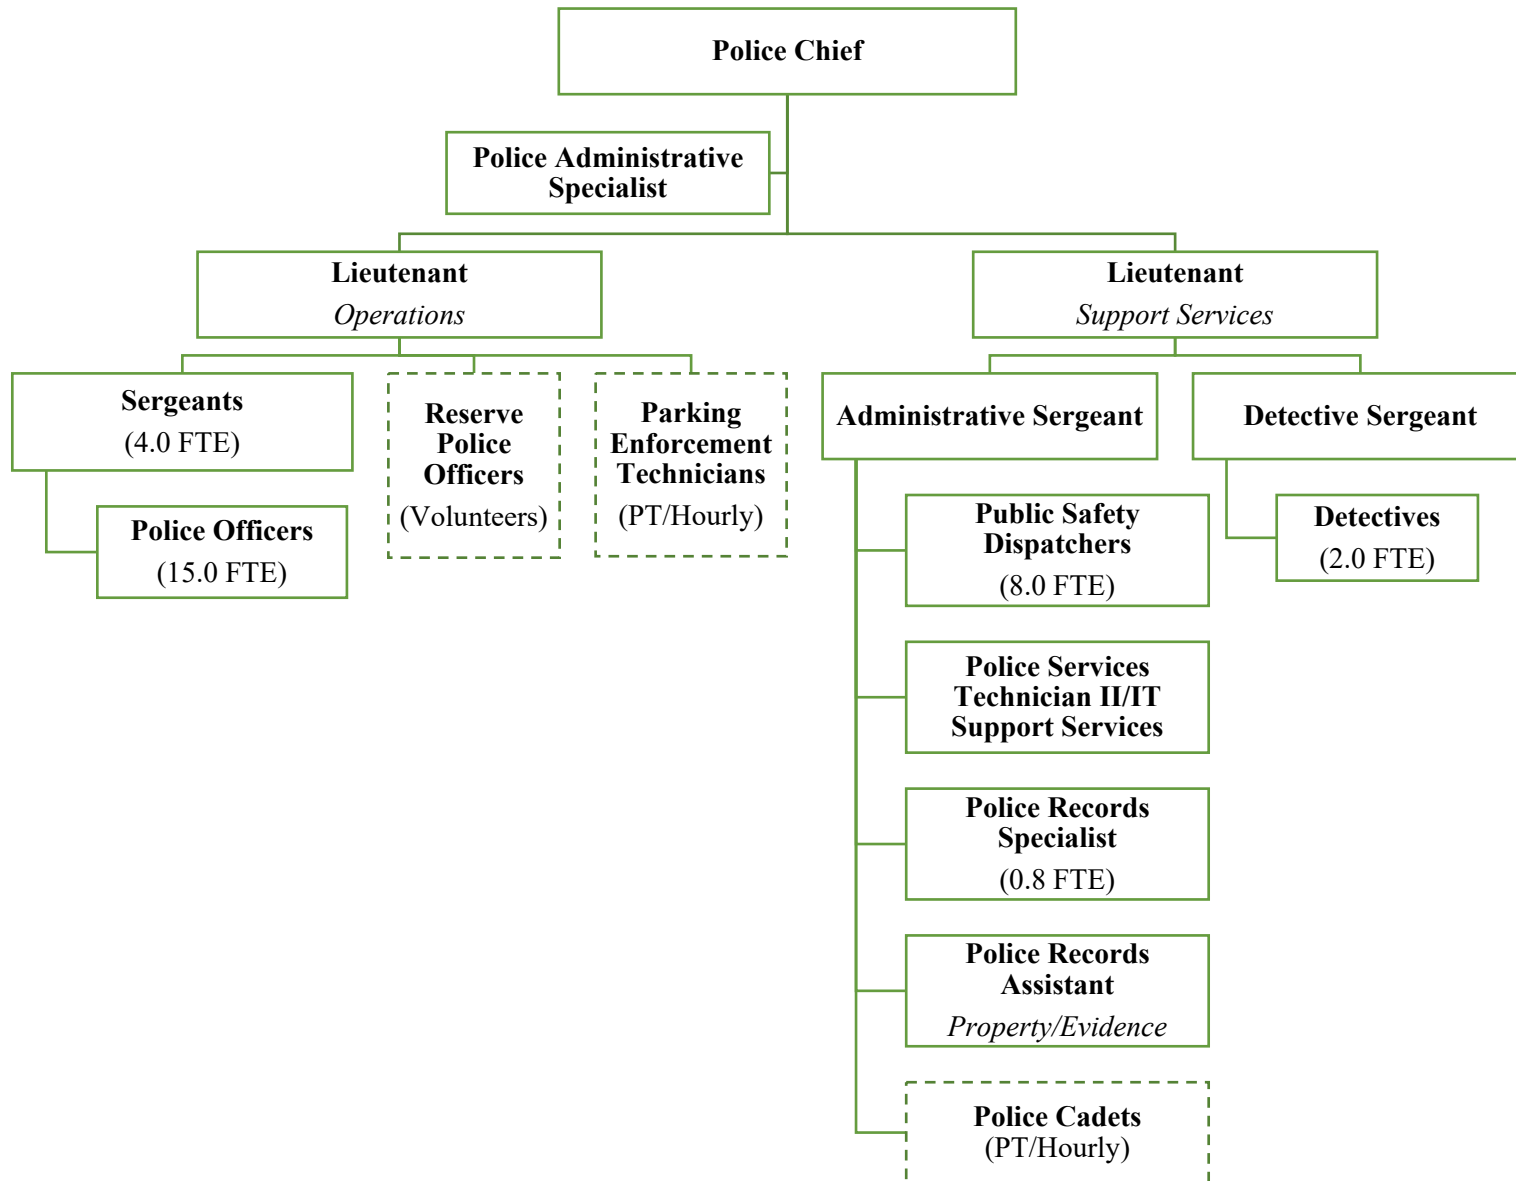 Police Chief
Police Administrative
Specialist
Lieutenant
Operations
Lieutenant
Support Services
Sergeants
(4.0 FTE)
Police Officers
(15.0 FTE)
Reserve
Police
Officers
(Volunteers)
Parking
Enforcement
Technicians
(PT/Hourly)
Administrative Sergeant
Public Safety
Dispatchers
(8.0 FTE)
Police Services
Technician II/IT
Support Services
Police Records
Specialist
(0.8 FTE)
Police Records
Assistant
Property/Evidence
Police Cadets
(PT/Hourly)
Detective Sergeant
Detectives
(2.0 FTE)